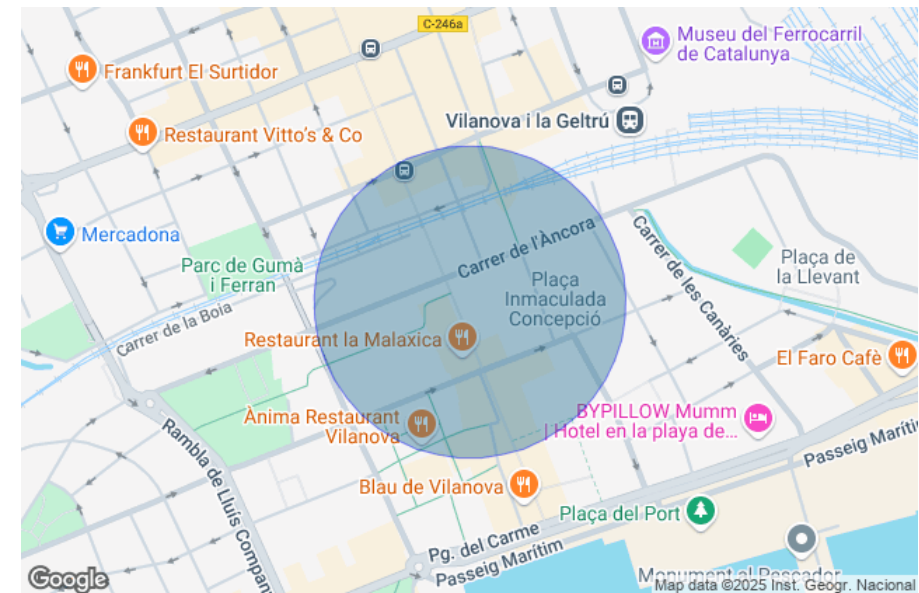 C-246a
Museu del Ferrocarril
de Catalunya
Frankfurt El Surtidor
Vilanova i la Geltrú
Restaurant Vitto's & Co
Mercadona
Carrer de l'Àncora
Carrer de les Canàries
Plaça de
la Llevant
Parc de Gumà
i Ferran
Plaça
Inmaculada
Concepció
Carrer de la Boia
Restaurant la Malaxica
El Faro Cafè
Ànima Restaurant
Vilanova
BYPILLOW Mumm
| Hotel en la playa de...
Rambla de Lluís Company
Passeig Marítim
Blau de Vilanova
Plaça del Port
Pg. del Carme
Passeig Marítim
Monument al Pescador
Google
Map data ©2025 Inst. Geogr. Nacional